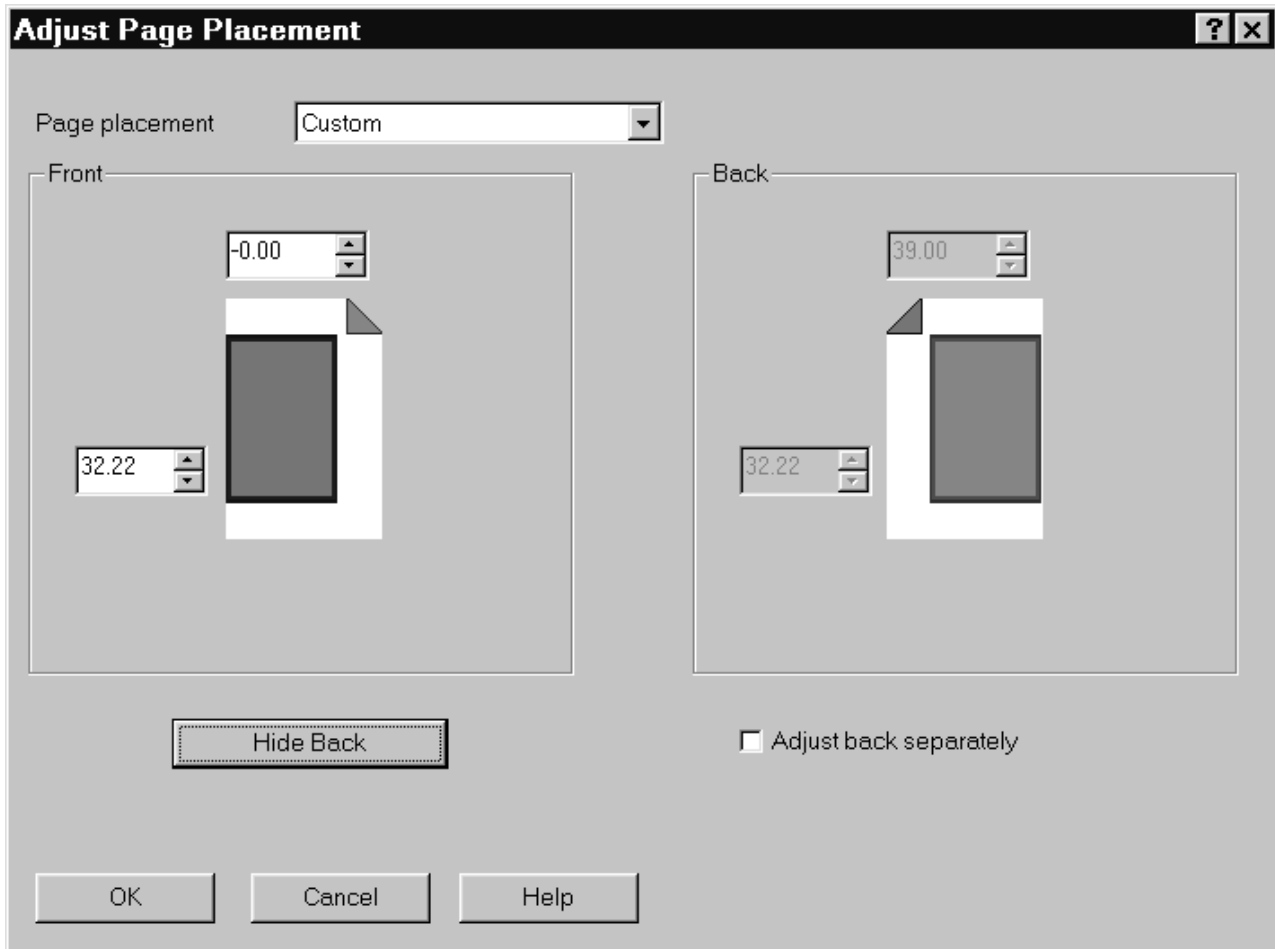 Adjust Page Placement
Page placement
Custom
Front
-0.00
32.22
Back
39.00
32.22
Hide Back
Adjust back separately
OK
Cancel
Help